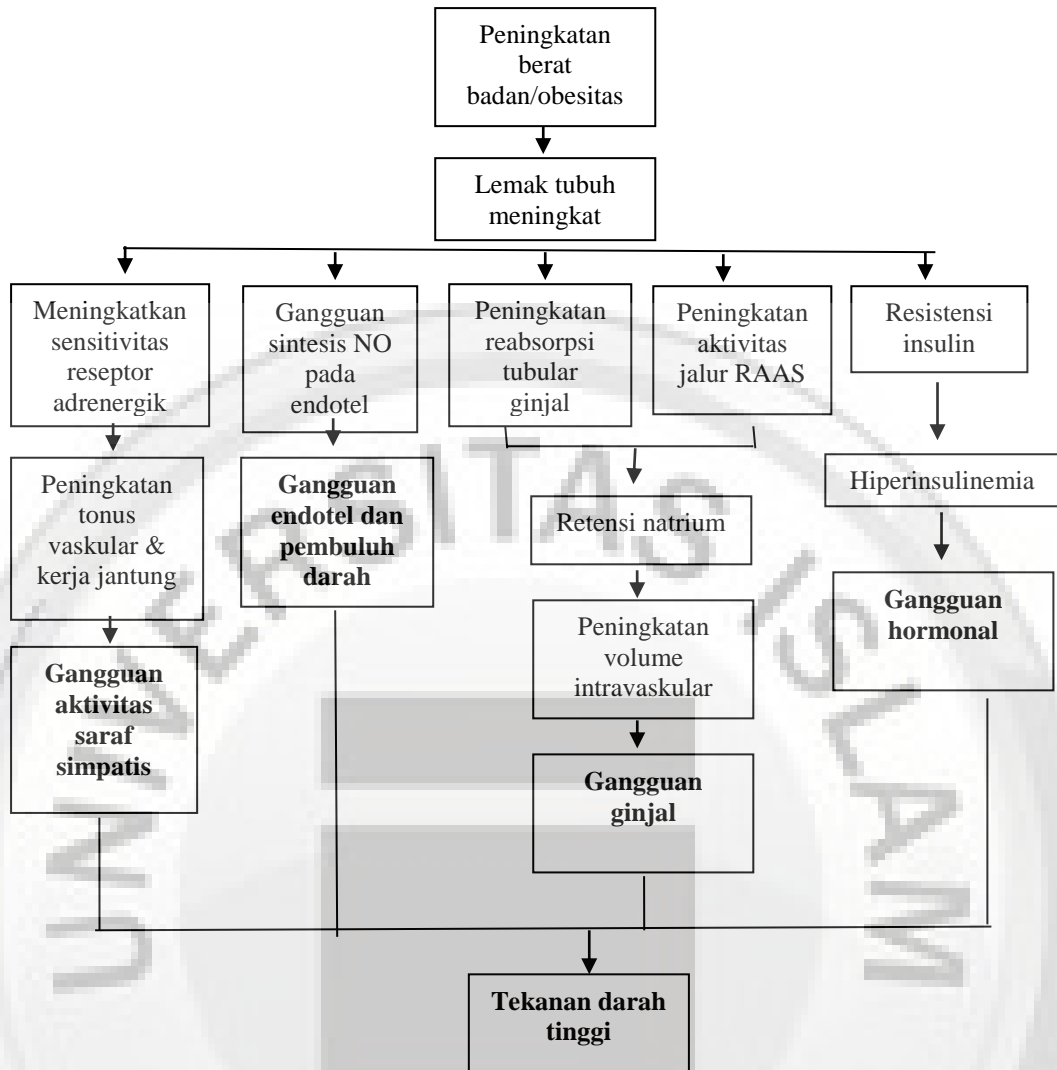 Peningkatan
berat
badan/obesitas
Lemak tubuh
meningkat
Meningkatkan
sensitivitas
reseptor
adrenergik
Gangguan
sintesis NO
pada
endotel
Peningkatan
reabsorpsi
tubular
ginjal
Peningkatan
aktivitas
jalur RAAS
Resistensi
insulin
Peningkatan
tonus
vaskular &
kerja jantung
Gangguan
endotel dan
pembuluh
darah
Retensi natrium
Hiperinsulinemia
Gangguan
aktivitas
saraf
simpatis
Peningkatan
volume
intravaskular
Gangguan
hormonal
Gangguan
ginjal
Tekanan darah
tinggi
UNIVERSITAS ISLAM